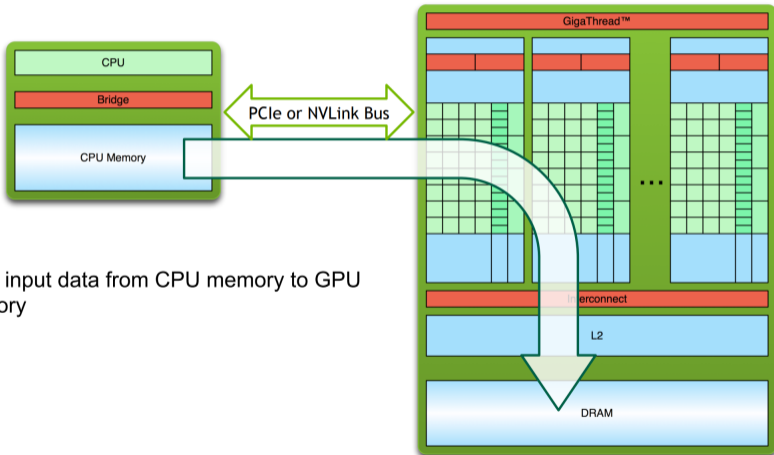 GigaThread™
CPU
Bridge
PCIe or NVLink Bus
CPU Memory
...
input data from CPU memory to GPU
ory
erconnect
L2
DRAM